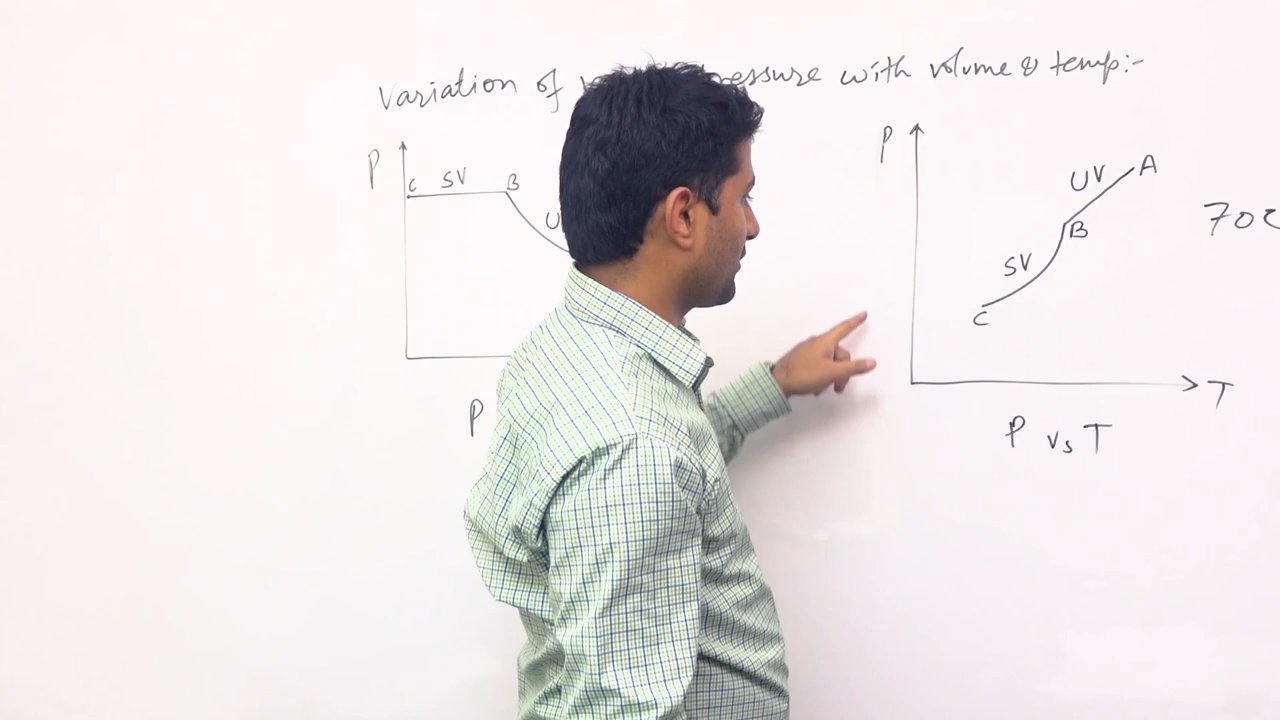 Variation of pressure with volume & temp:-
P
C SV B
U
P
P
UV A
B
SV
C
T
P vs T
70